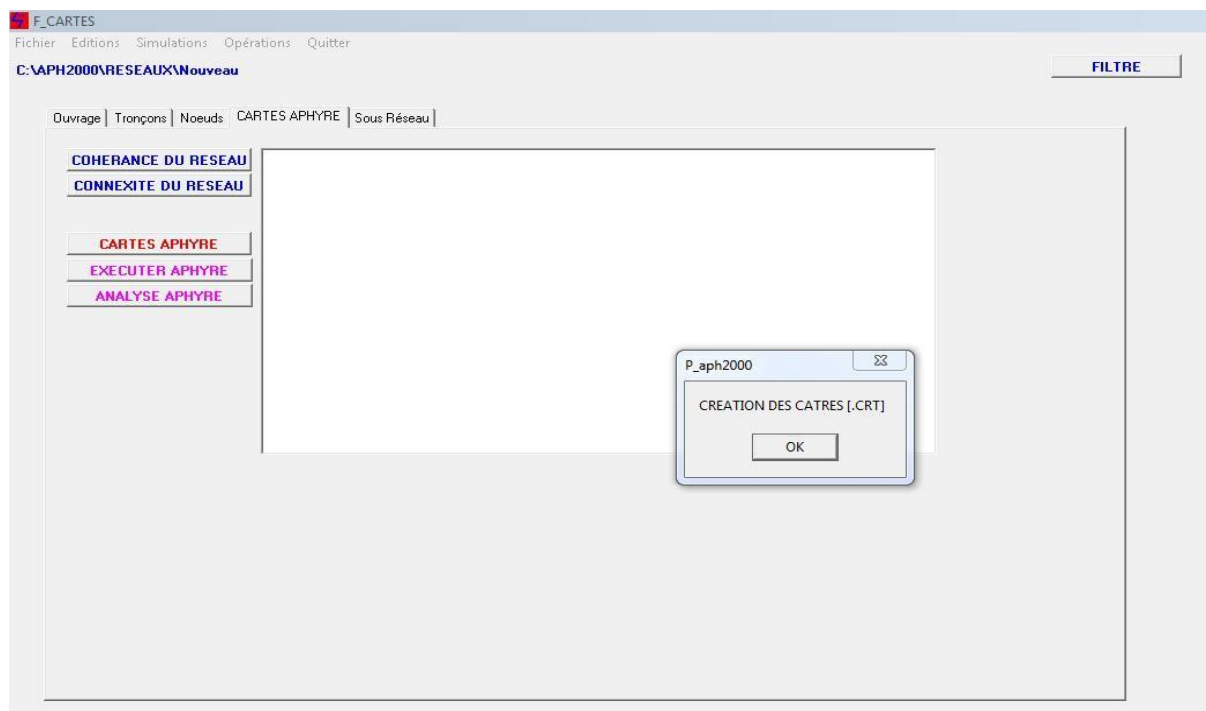 F_CARTES
Fichier Editions Simulations Opérations Quitter
C:\APH2000\RESEAUX\Nouveau
FILTRE
Ouvrage Tronçons Noeuds CARTES APHYRE Sous Réseau
COHERANCE DU RESEAU
CONNEXITE DU RESEAU
CARTES APHYRE
EXECUTER APHYRE
ANALYSE APHYRE
P_aph2000
CREATION DES CATRES [.CRT]
OK